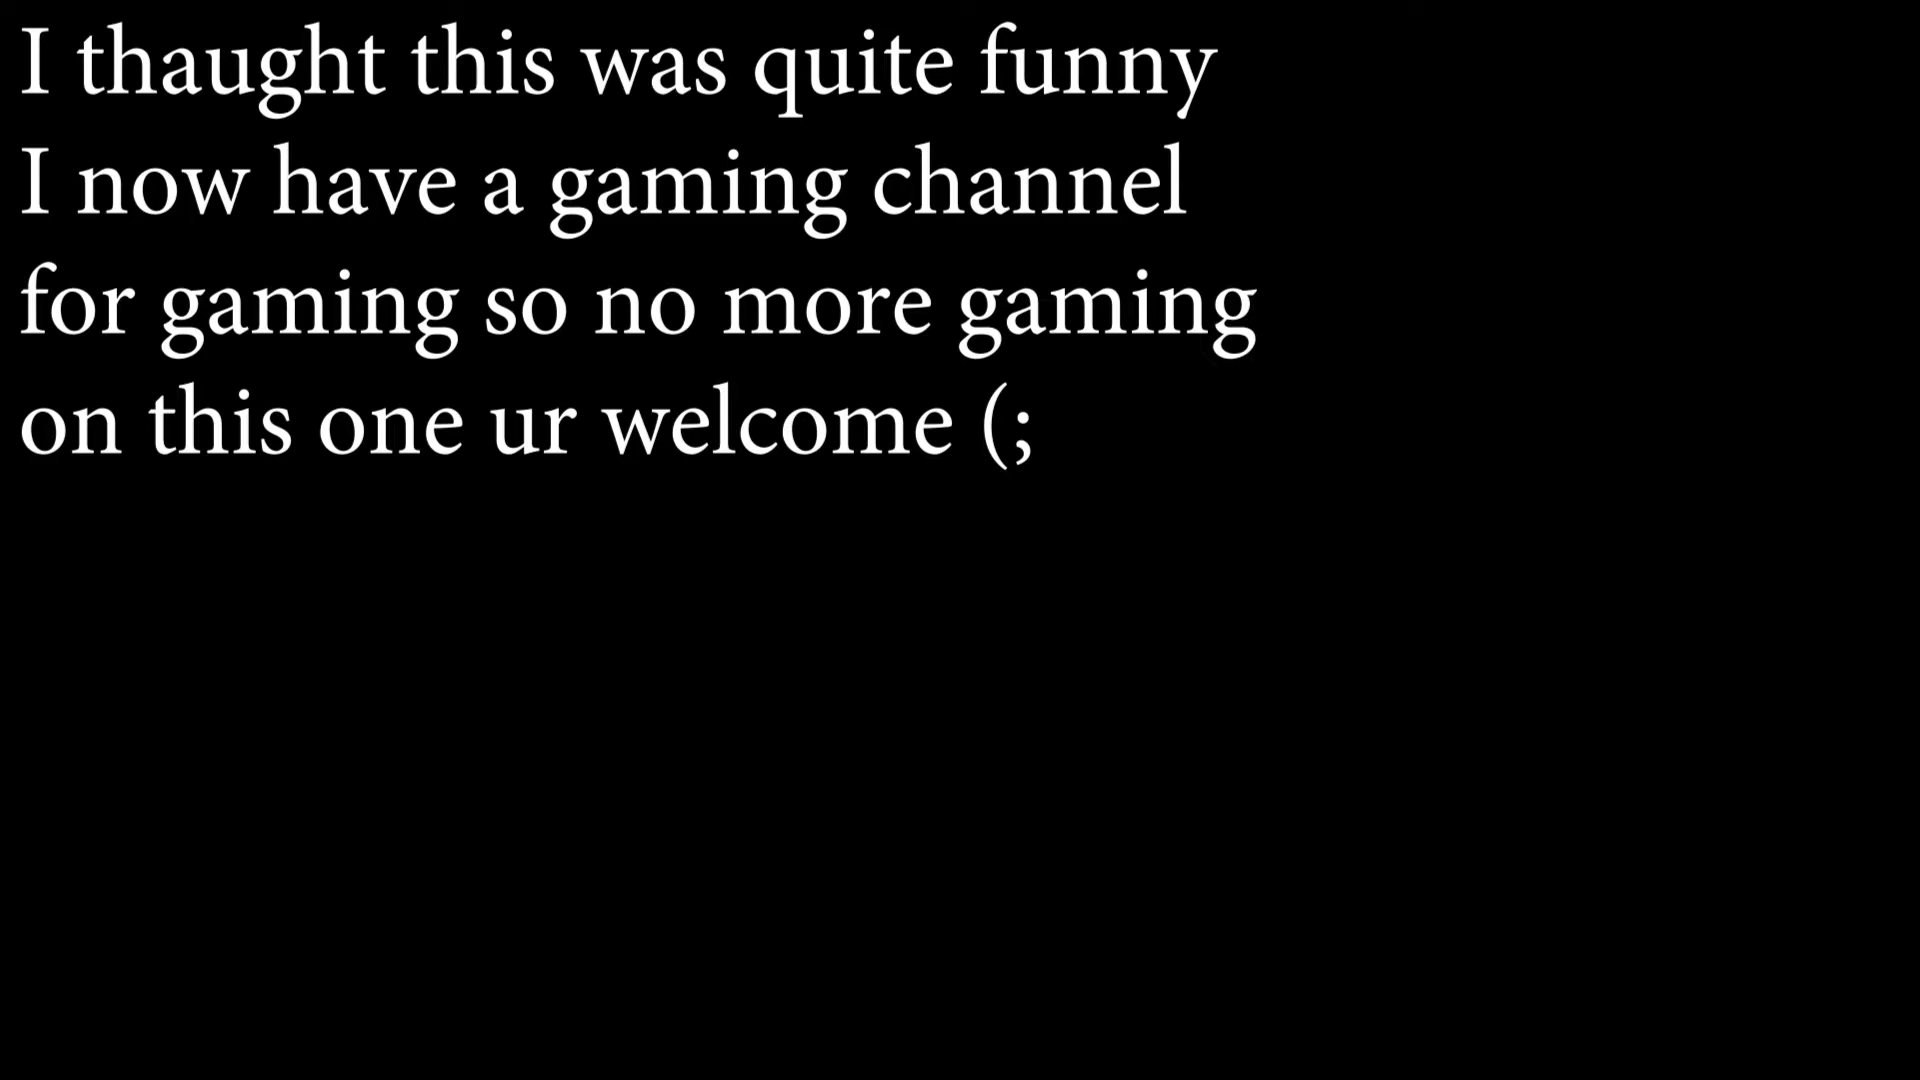 I thaught this was quite funny
I now have a gaming channel
for gaming so no more gaming
on this one ur welcome (;